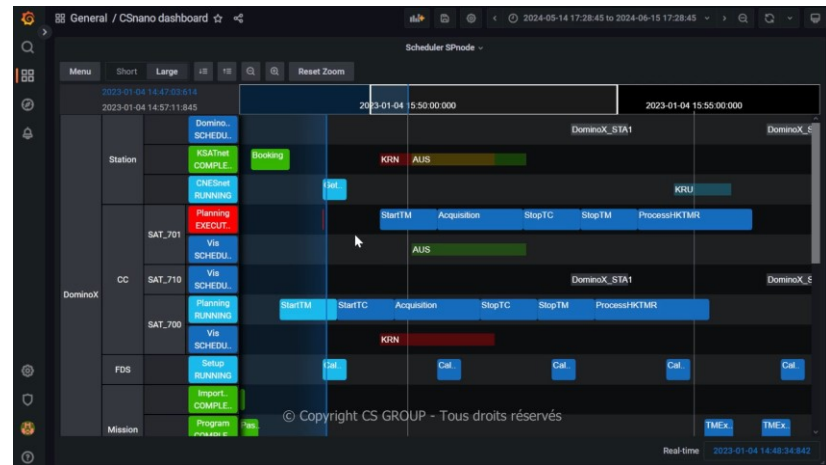 General / CSnano dashboard
2024-05-14 17:28:45 to 2024-06-15 17:28:45
Scheduler SPnode
Menu Short Large Reset Zoom
2023-01-04 14:47:03:614
2023-01-04 14:57:11:845
2023-01-04 15:50:00:000 2023-01-04 15:55:00:000
DominoX
Station
Domino..
SCHEDU..
DominoX_STA1 DominoX_S
KSATnet
COMPLE..
Booking KRN AUS
CNESnet
RUNNING
KRU
CC
SAT_701
Planning
EXECUT..
StartTM Acquisition StopTC StopTM ProcessHKTMR
Vis
SCHEDU..
AUS
SAT_710
Vis
SCHEDU..
DominoX_STA1 DominoX_S
SAT_700
Planning
RUNNING
StartTM StartTC Acquisition StopTC StopTM ProcessHKTMR
Vis
SCHEDU..
KRN
FDS
Setup
RUNNING
Cal.. Cal.. Cal.. Cal.. Cal..
Mission
Import..
COMPLE..
Program
Pas.. TMEx.. TMEx..
© Copyright CS GROUP - Tous droits réservés
Real-time 2023-01-04 14:48:34:842